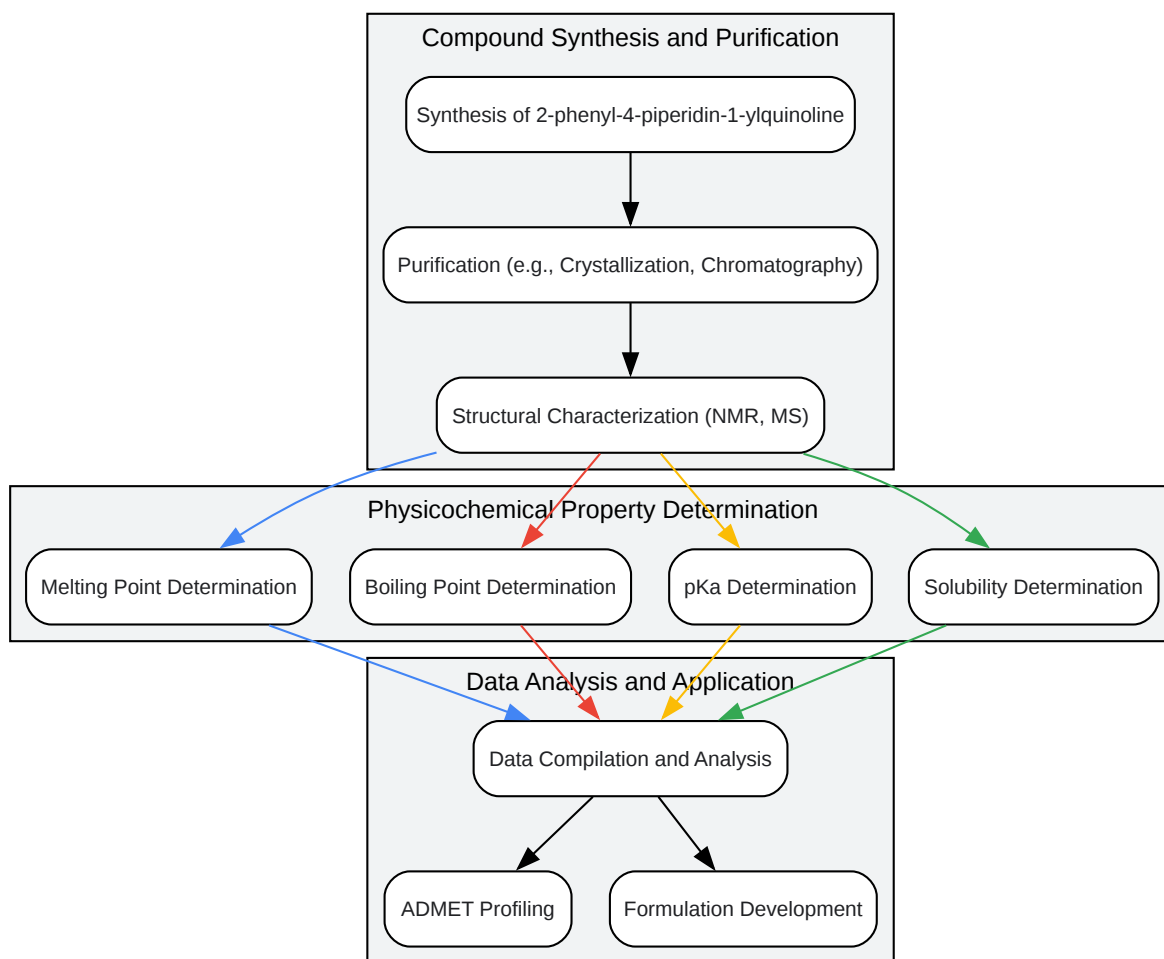 Compound Synthesis and Purification
Synthesis of 2-phenyl-4-piperidin-1-ylquinoline
Purification (e.g., Crystallization, Chromatography)
Structural Characterization (NMR, MS)
Physicochemical Property Determination
Melting Point Determination
Boiling Point Determination
pKa Determination
Solubility Determination
Data Analysis and Application
Data Compilation and Analysis
ADMET Profiling
Formulation Development